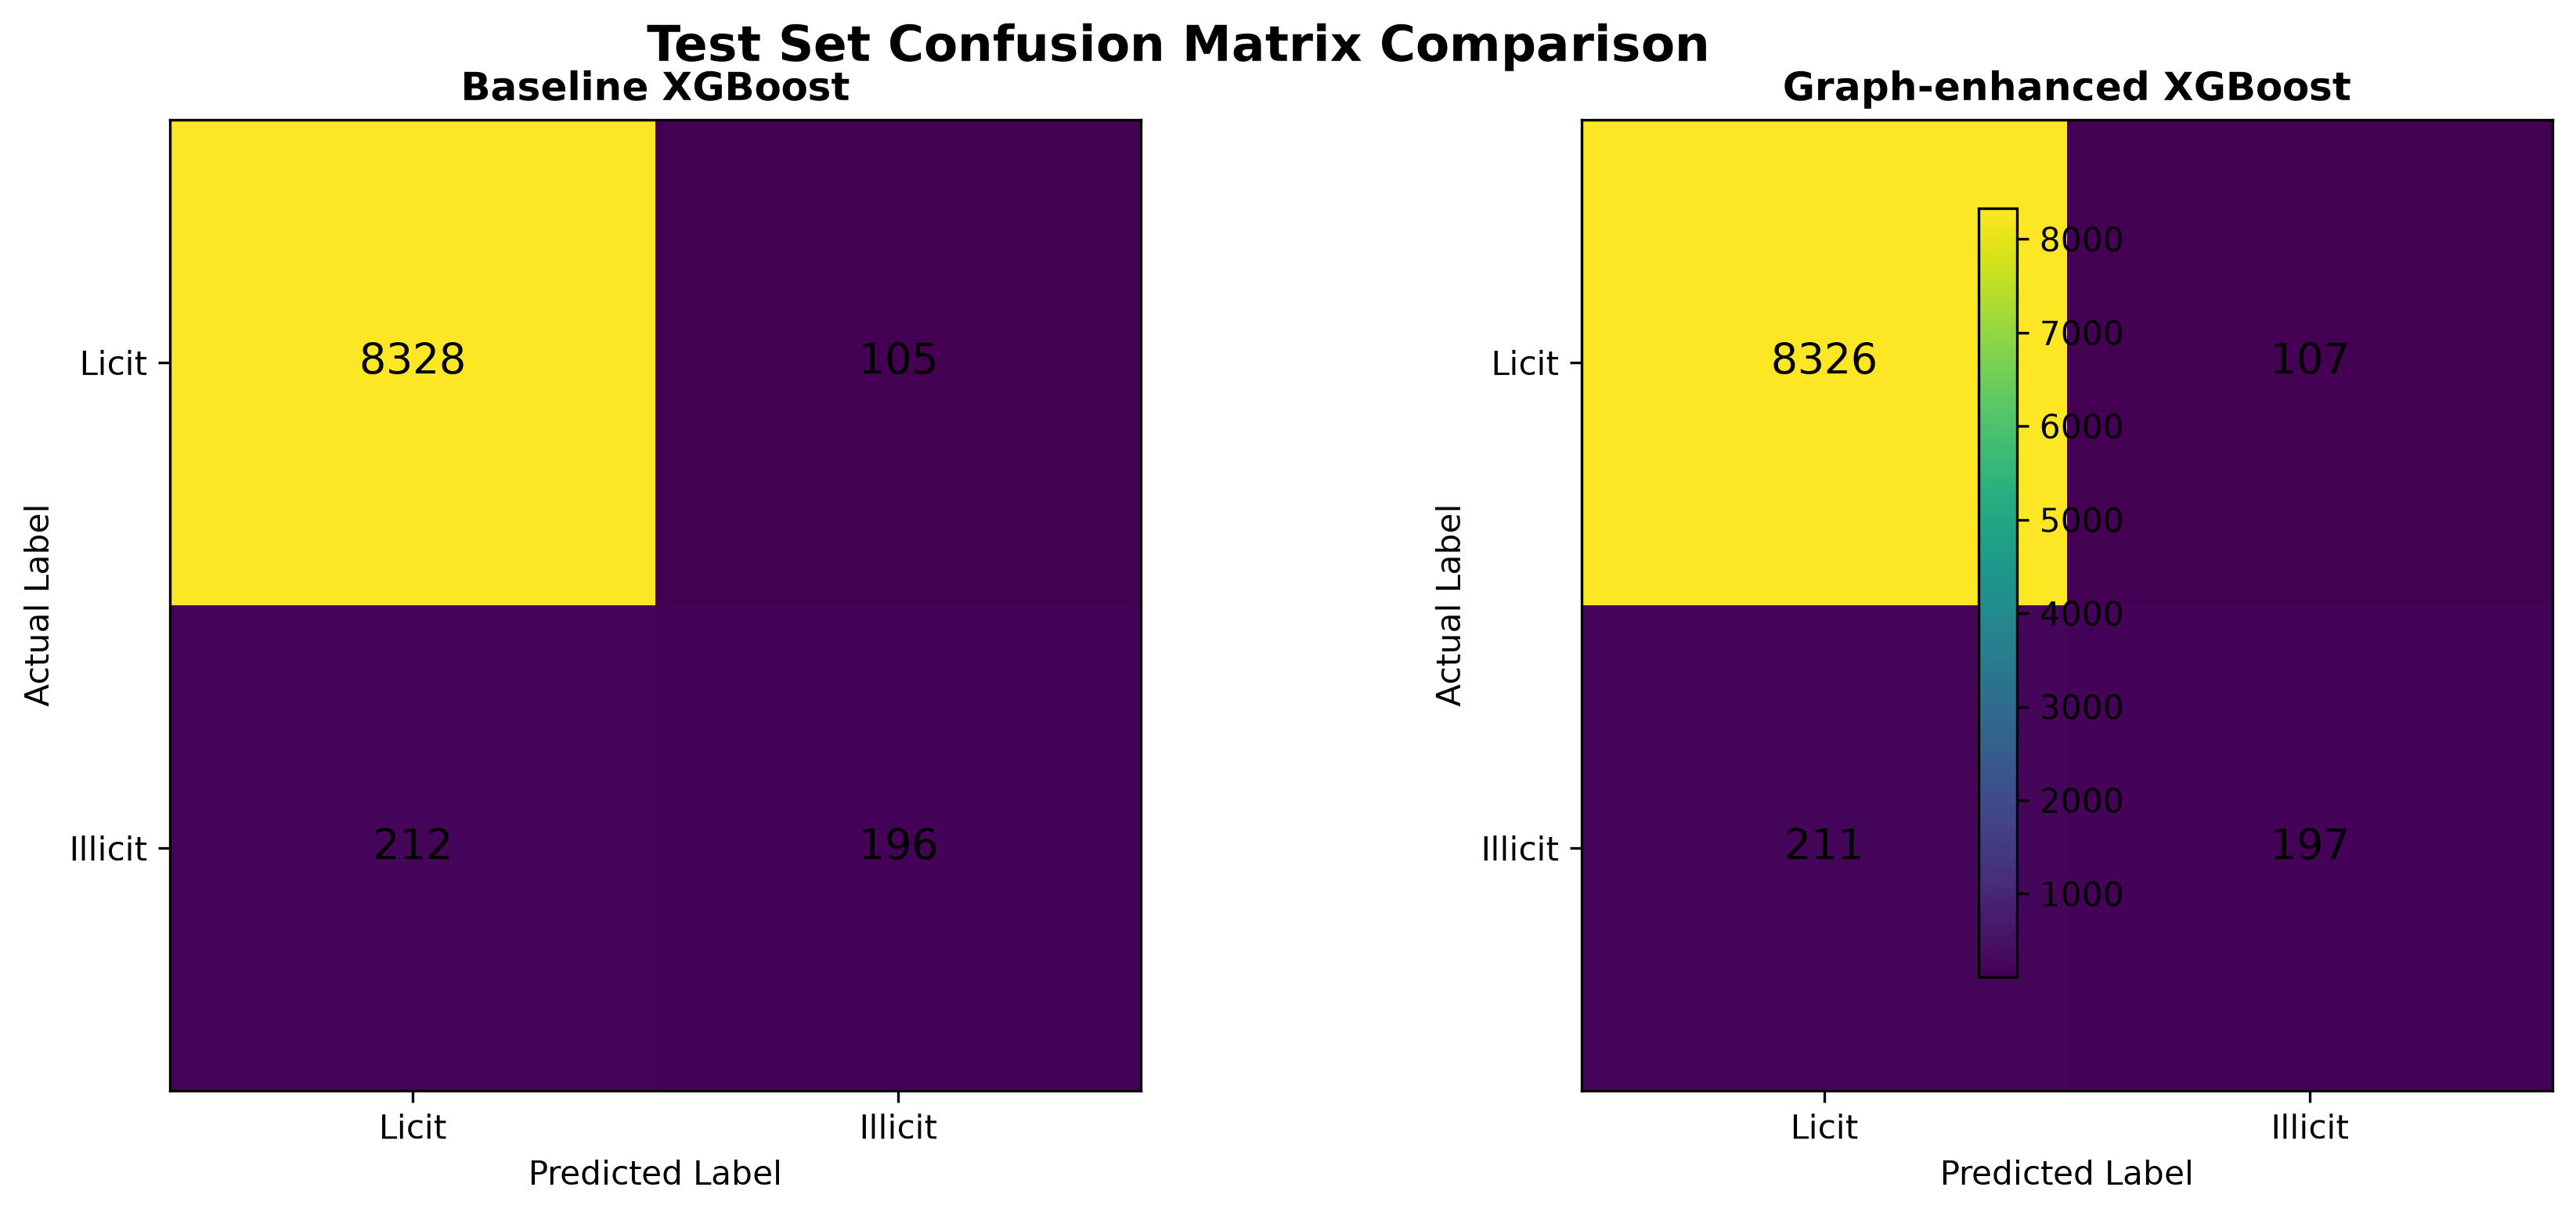 Test Set Confusion Matrix Comparison
Baseline XGBoost
Actual Label
Licit
8328
105
Illicit
212
196
Licit
Illicit
Predicted Label
Graph-enhanced XGBoost
Actual Label
Licit
8326
107
Illicit
211
197
Licit
Illicit
Predicted Label
8000
7000
6000
5000
4000
3000
2000
1000